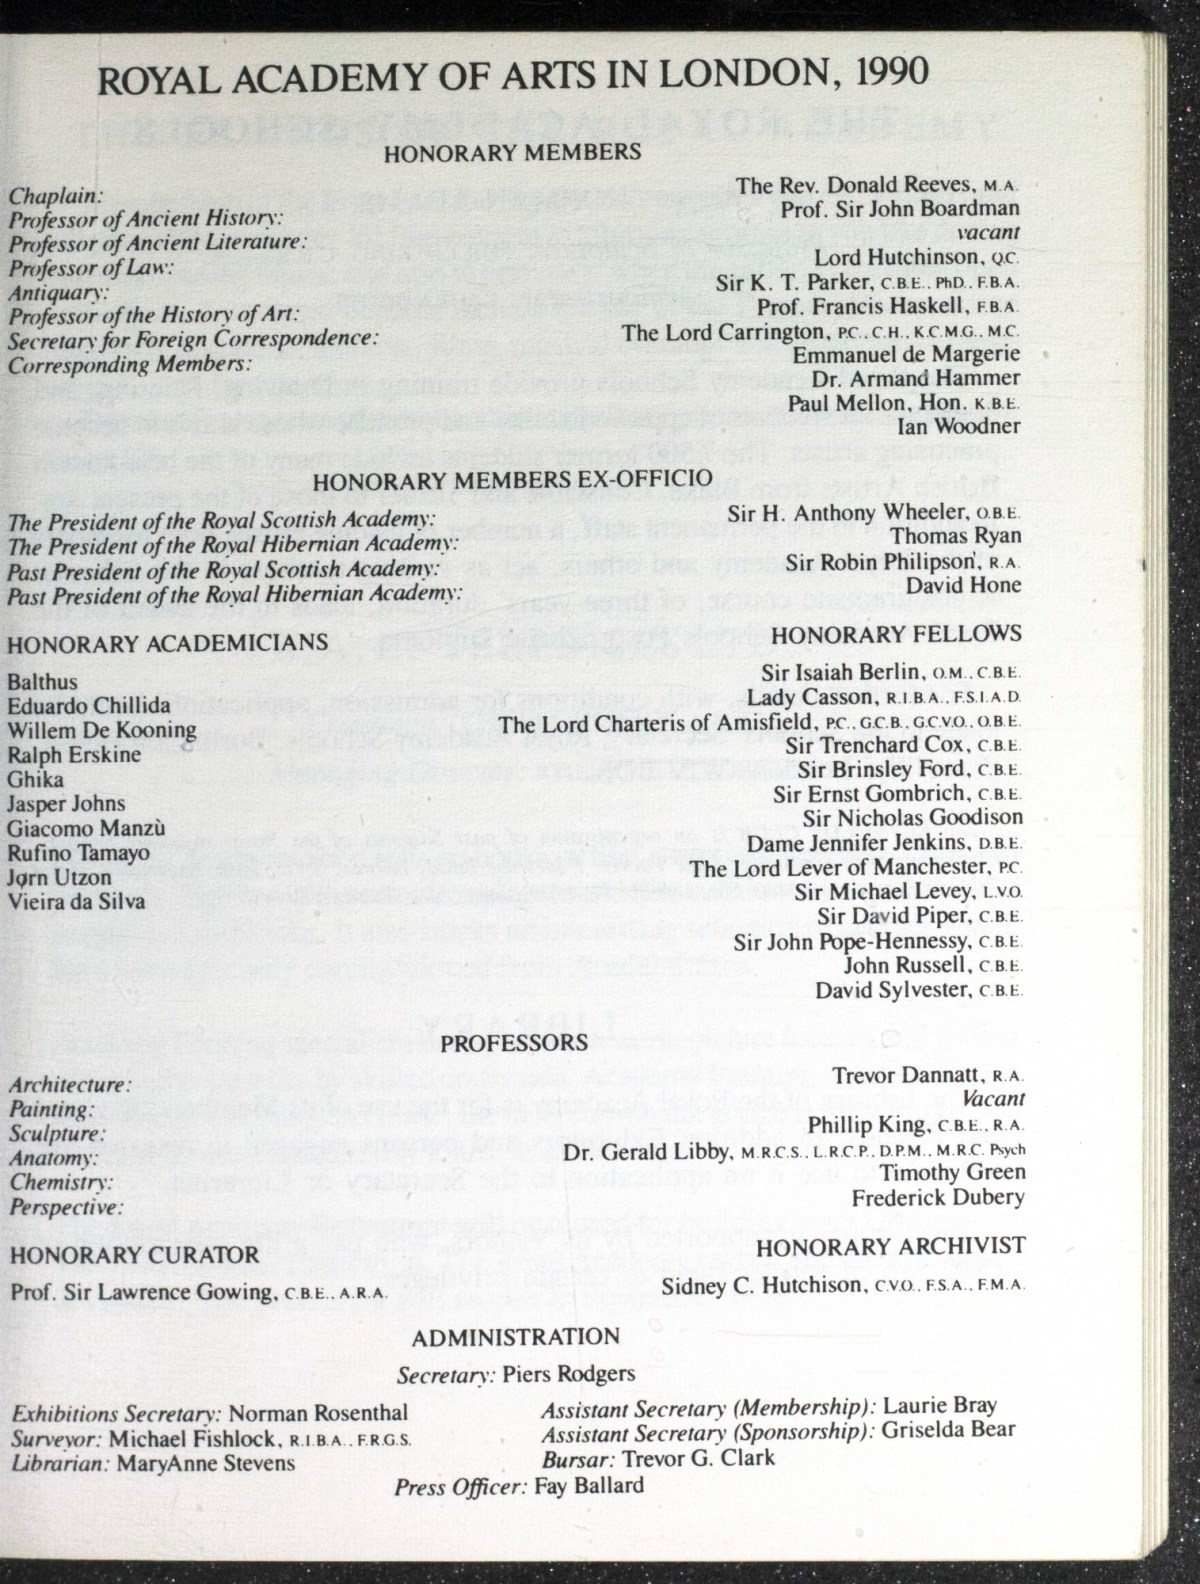 ROYAL ACADEMY OF ARTS IN LONDON, 1990
HONORARY MEMBERS
Chaplain: The Rev. Donald Reeves, M.A.
Professor of Ancient History: Prof. Sir John Boardman
Professor of Ancient Literature: vacant
Professor of Law: Lord Hutchinson, Q.C.
Antiquary: Sir K. T. Parker, C.B.E., PhD., F.B.A.
Professor of the History of Art: Prof. Francis Haskell, F.B.A.
Secretary for Foreign Correspondence: The Lord Carrington, P.C., C.H., K.C.M.G., M.C.
Corresponding Members: Emmanuel de Margerie
Dr. Armand Hammer
Paul Mellon, Hon. K.B.E.
Ian Woodner
HONORARY MEMBERS EX-OFFICIO
The President of the Royal Scottish Academy: Sir H. Anthony Wheeler, O.B.E.
The President of the Royal Hibernian Academy: Thomas Ryan
Past President of the Royal Scottish Academy: Sir Robin Philipson, R.A.
Past President of the Royal Hibernian Academy: David Hone
HONORARY ACADEMICIANS
Balthus
Eduardo Chillida
Willem De Kooning
Ralph Erskine
Ghika
Jasper Johns
Giacomo Manzù
Rufino Tamayo
Jørn Utzon
Vieira da Silva
HONORARY FELLOWS
Sir Isaiah Berlin, O.M., C.B.E.
Lady Casson, R.I.B.A., F.S.I.A.D.
The Lord Charteris of Amisfield, P.C., G.C.B., G.C.V.O., O.B.E.
Sir Trenchard Cox, C.B.E.
Sir Brinsley Ford, C.B.E.
Sir Ernst Gombrich, C.B.E.
Sir Nicholas Goodison
Dame Jennifer Jenkins, D.B.E.
The Lord Lever of Manchester, P.C.
Sir Michael Levey, L.V.O.
Sir David Piper, C.B.E.
Sir John Pope-Hennessy, C.B.E.
John Russell, C.B.E.
David Sylvester, C.B.E.
PROFESSORS
Architecture: Trevor Dannatt, R.A.
Painting: Vacant
Sculpture: Phillip King, C.B.E., R.A.
Anatomy: Dr. Gerald Libby, M.R.C.S., L.R.C.P., D.P.M., M.R.C. Psych
Chemistry: Timothy Green
Perspective: Frederick Dubery
HONORARY CURATOR
Prof. Sir Lawrence Gowing, C.B.E., A.R.A.
HONORARY ARCHIVIST
Sidney C. Hutchison, C.V.O., F.S.A., F.M.A.
ADMINISTRATION
Secretary: Piers Rodgers
Exhibitions Secretary: Norman Rosenthal
Surveyor: Michael Fishlock, R.I.B.A., F.R.G.S.
Librarian: MaryAnne Stevens
Assistant Secretary (Membership): Laurie Bray
Assistant Secretary (Sponsorship): Griselda Bear
Bursar: Trevor G. Clark
Press Officer: Fay Ballard